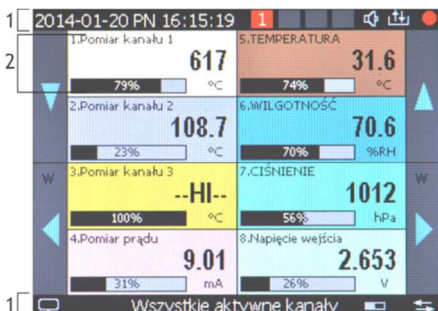 1 2014-01-20 PN 16:15:19 1
2
1.Pomiar kanału 1
617
79% °C
5.TEMPERATURA
31.6
74% °C
2.Pomiar kanału 2
108.7
23% °C
6.WILGOTNOŚĆ
70.6
70% %RH
W
3.Pomiar kanału 3
--HI--
100% °C
7.CIŚNIENIE
1012
56% hPa
W
4.Pomiar prądu
9.01
31% mA
8.Napięcie wejścia
2.653
26% V
1 Wszystkie aktywne kanały